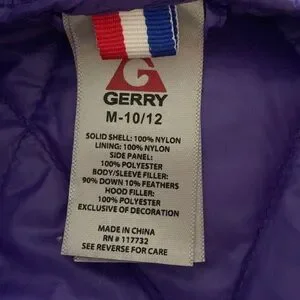 GERRY
M-10/12
SOLID SHELL: 100% NYLON
LINING: 100% NYLON
SIDE PANEL:
100% POLYESTER
BODY/SLEEVE FILLER:
90% DOWN 10% FEATHERS
HOOD FILLER:
100% POLYESTER
EXCLUSIVE OF DECORATION
MADE IN CHINA
RN # 117732
SEE REVERSE FOR CARE